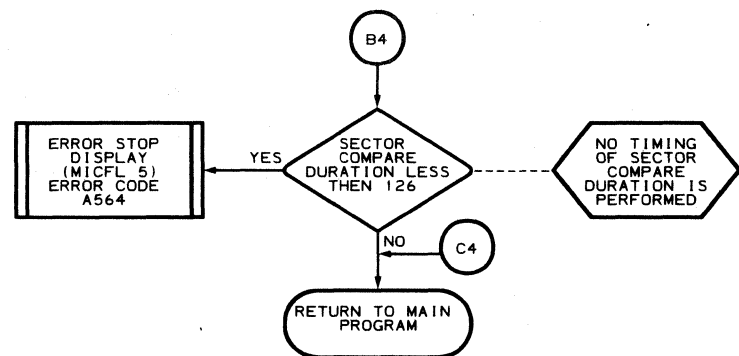 B4
ERROR STOP
DISPLAY
(MICFL 5)
ERROR CODE
A564
YES
SECTOR
COMPARE
DURATION LESS
THEN 126
NO TIMING
OF SECTOR
COMPARE
DURATION IS
PERFORMED
NO
C4
RETURN TO MAIN
PROGRAM